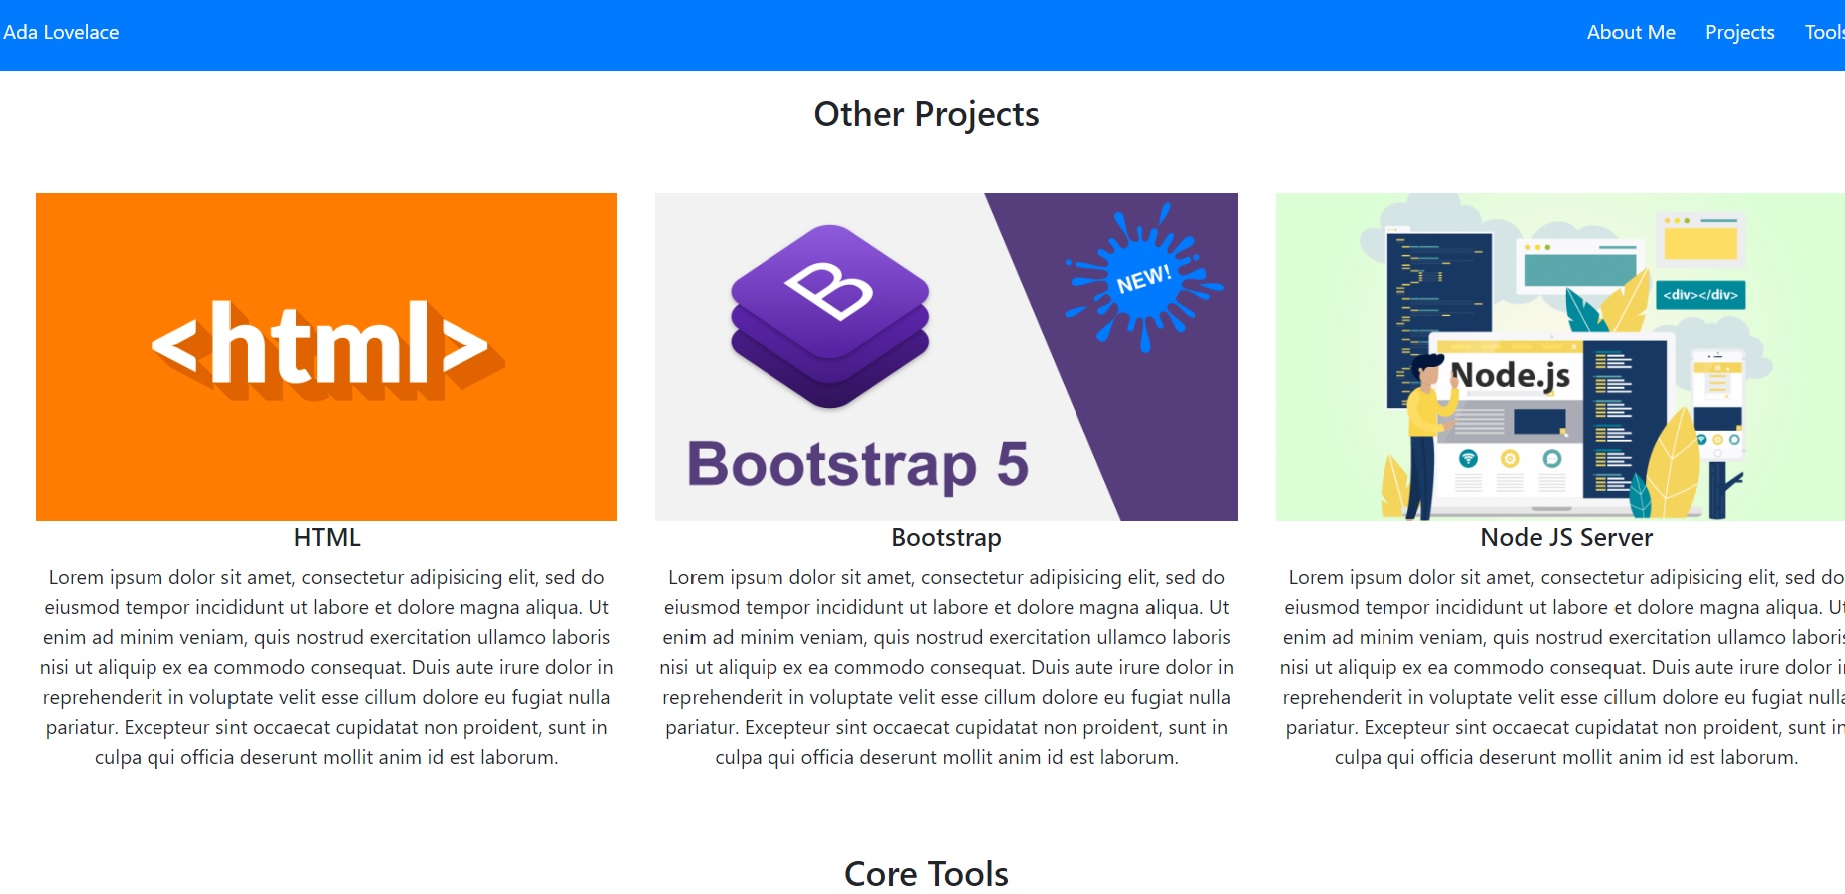 Ada Lovelace About Me Projects Tools
Other Projects
<html>
Bootstrap 5
NEW!
<div></div>
Node.js
HTML
Lorem ipsum dolor sit amet, consectetur adipisicing elit, sed do
eiusmod tempor incididunt ut labore et dolore magna aliqua. Ut
enim ad minim veniam, quis nostrud exercitation ullamco laboris
nisi ut aliquip ex ea commodo consequat. Duis aute irure dolor in
reprehenderit in voluptate velit esse cillum dolore eu fugiat nulla
pariatur. Excepteur sint occaecat cupidatat non proident, sunt in
culpa qui officia deserunt mollit anim id est laborum.
Bootstrap
Lorem ipsum dolor sit amet, consectetur adipisicing elit, sed do
eiusmod tempor incididunt ut labore et dolore magna aliqua. Ut
enim ad minim veniam, quis nostrud exercitation ullamco laboris
nisi ut aliquip ex ea commodo consequat. Duis aute irure dolor in
reprehenderit in voluptate velit esse cillum dolore eu fugiat nulla
pariatur. Excepteur sint occaecat cupidatat non proident, sunt in
culpa qui officia deserunt mollit anim id est laborum.
Node JS Server
Lorem ipsum dolor sit amet, consectetur adipisicing elit, sed do
eiusmod tempor incididunt ut labore et dolore magna aliqua. Ut
enim ad minim veniam, quis nostrud exercitation ullamco laboris
nisi ut aliquip ex ea commodo consequat. Duis aute irure dolor in
reprehenderit in voluptate velit esse cillum dolore eu fugiat nulla
pariatur. Excepteur sint occaecat cupidatat non proident, sunt in
culpa qui officia deserunt mollit anim id est laborum.
Core Tools